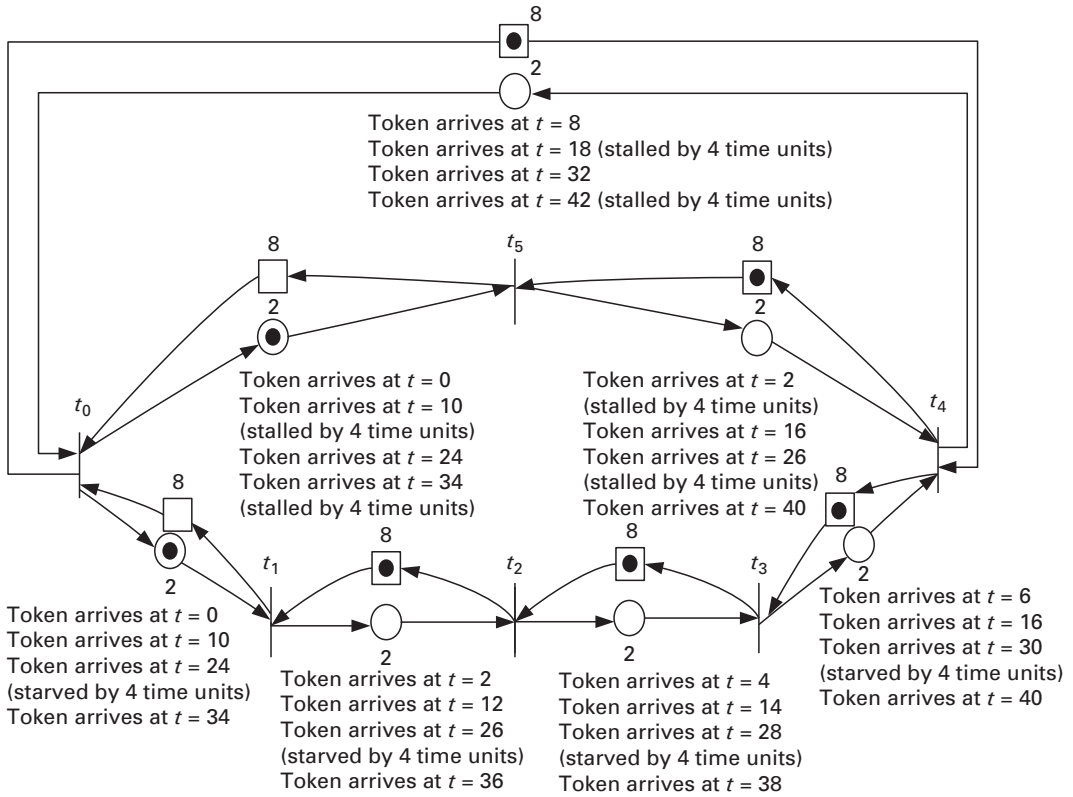 8
2
Token arrives at t = 8
Token arrives at t = 18 (stalled by 4 time units)
Token arrives at t = 32
Token arrives at t = 42 (stalled by 4 time units)
8
t5
8
2
2
Token arrives at t = 0
Token arrives at t = 10
(stalled by 4 time units)
Token arrives at t = 24
Token arrives at t = 34
(stalled by 4 time units)
Token arrives at t = 2
(stalled by 4 time units)
Token arrives at t = 16
Token arrives at t = 26
(stalled by 4 time units)
Token arrives at t = 40
t0
t4
8
8
2
t1
8
t2
8
t3
2
2
2
Token arrives at t = 0
Token arrives at t = 10
Token arrives at t = 24
(starved by 4 time units)
Token arrives at t = 34
Token arrives at t = 2
Token arrives at t = 12
Token arrives at t = 26
(starved by 4 time units)
Token arrives at t = 36
Token arrives at t = 4
Token arrives at t = 14
Token arrives at t = 28
(starved by 4 time units)
Token arrives at t = 38
Token arrives at t = 6
Token arrives at t = 16
Token arrives at t = 30
(starved by 4 time units)
Token arrives at t = 40